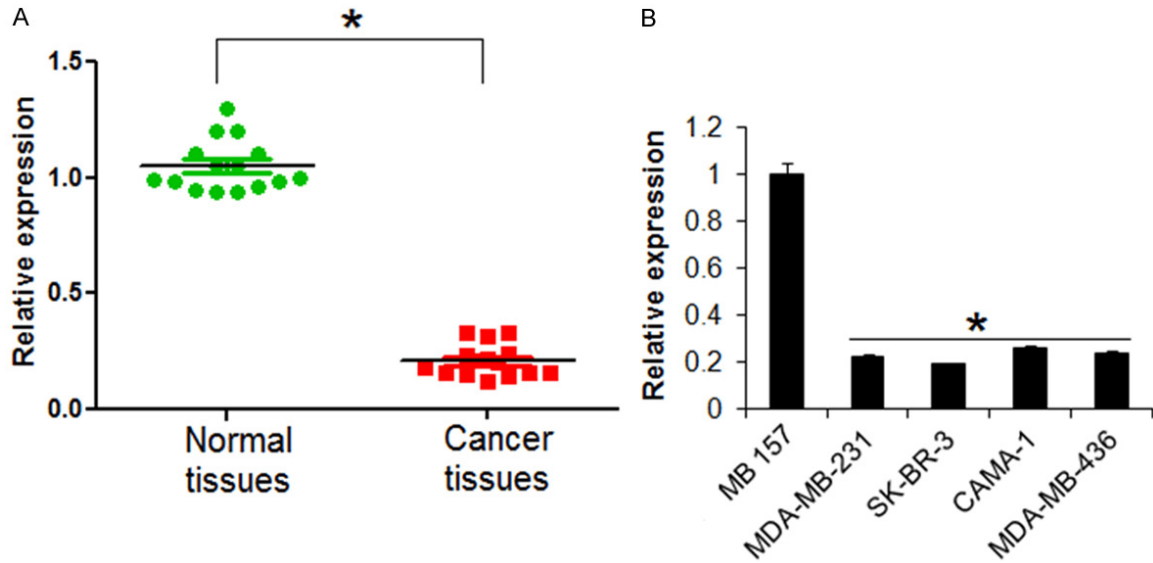 A
*
Relative expression
1.5
1.0
0.5
0.0
Normal
tissues
Cancer
tissues
B
Relative expression
1.2
1
0.8
0.6
0.4
0.2
0
*
MB 157
MDA-MB-231
SK-BR-3
CAMA-1
MDA-MB-436